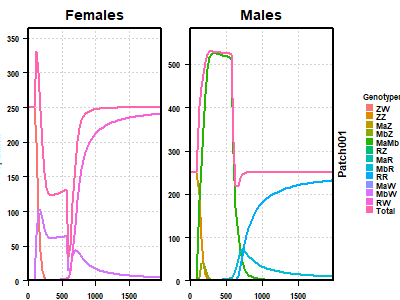 Females
Males
350
300
250
200
150
100
50
0
0
500
1000
1500
500
400
300
200
100
0
0
500
1000
1500
Patch001
Genotypes
ZW
ZZ
MaZ
MbZ
MaMb
RZ
MaR
MbR
RR
MaW
MbW
RW
Total